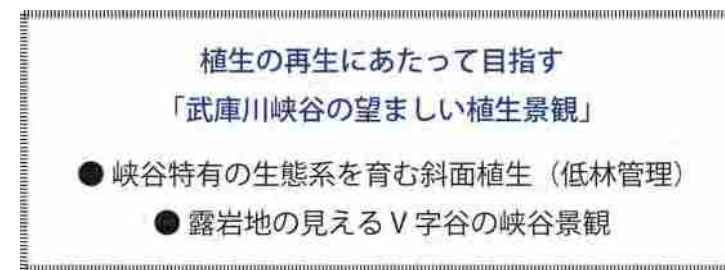 植生の再生にあたって目指す
「武庫川峡谷の望ましい植生景観」
● 峡谷特有の生態系を育む斜面植生（低林管理）
● 露岩地の見えるV字谷の峡谷景観